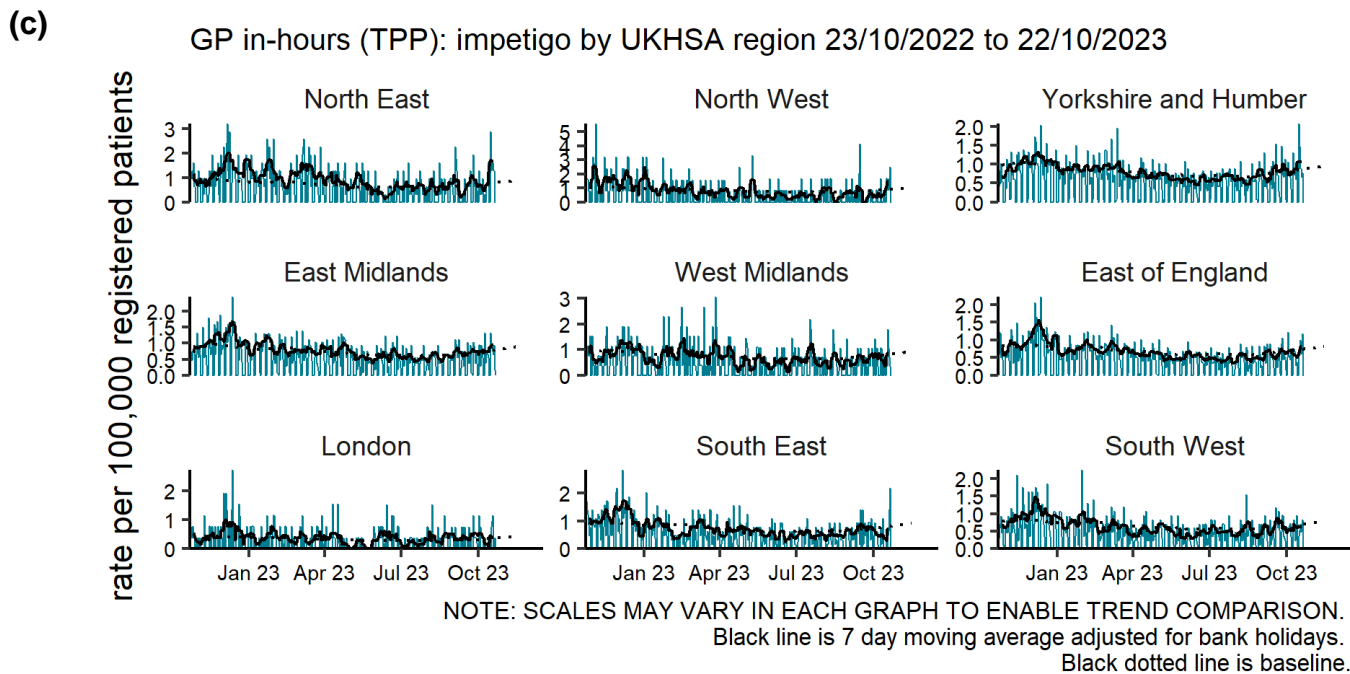 (c)
GP in-hours (TPP): impetigo by UKHSA region 23/10/2022 to 22/10/2023
rate per 100,000 registered patients
North East
3
2
1
0
North West
5
4
3
2
1
0
Yorkshire and Humber
2.0
1.5
1.0
0.5
0.0
East Midlands
2.0
1.5
1.0
0.5
0.0
West Midlands
3
2
1
0
East of England
2.0
1.5
1.0
0.5
0.0
London
2
1
0
Jan 23 Apr 23 Jul 23 Oct 23
South East
2
1
0
Jan 23 Apr 23 Jul 23 Oct 23
South West
2.0
1.5
1.0
0.5
0.0
Jan 23 Apr 23 Jul 23 Oct 23
NOTE: SCALES MAY VARY IN EACH GRAPH TO ENABLE TREND COMPARISON.
Black line is 7 day moving average adjusted for bank holidays.
Black dotted line is baseline.